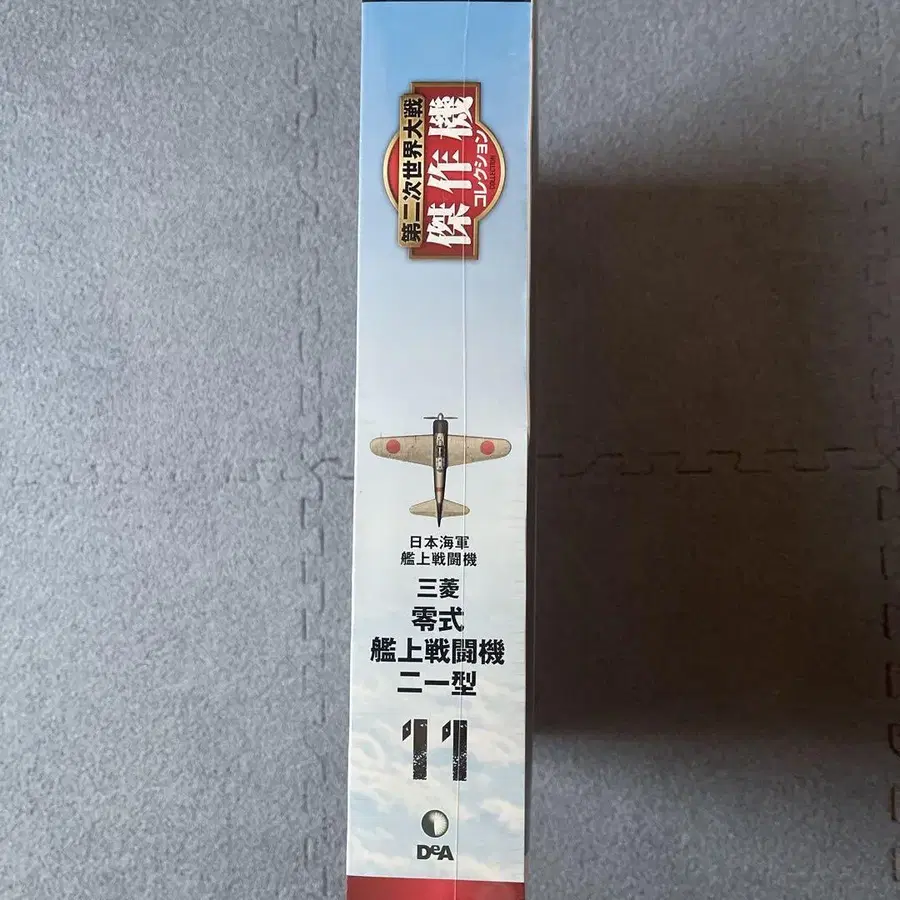 第二次世界大戦
傑作機
コレクション
COLLECTION
日本海軍
艦上戦闘機
三菱
零式
艦上戦闘機
二一型
11
DeA